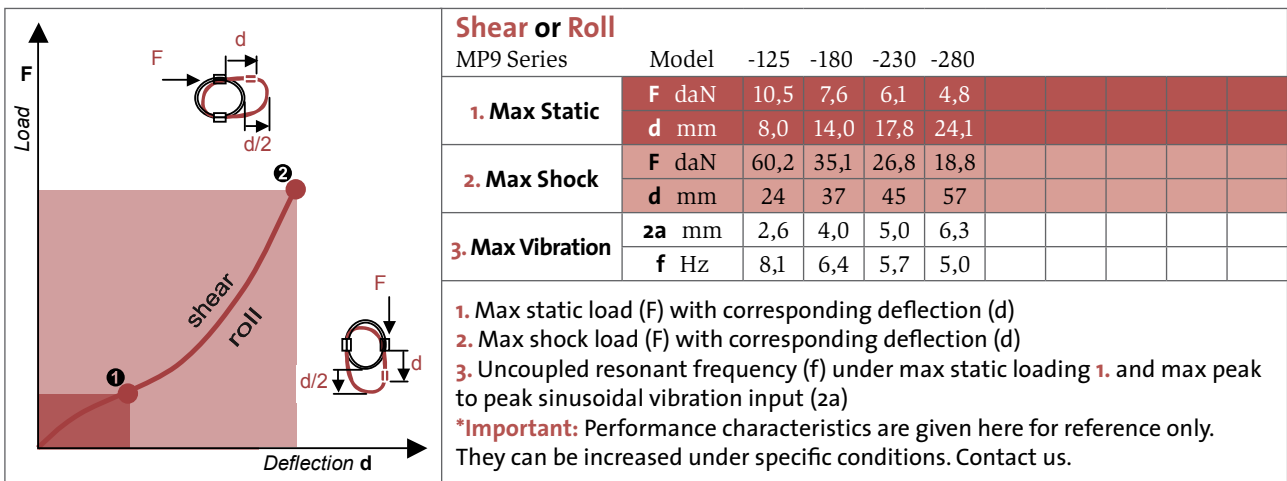 F
Load
d
F
d/2
2
shear
roll
F
d
d/2
1
Deflection d
Shear or Roll
MP9 Series Model -125 -180 -230 -280
1. Max Static
F daN 10,5 7,6 6,1 4,8
d mm 8,0 14,0 17,8 24,1
2. Max Shock
F daN 60,2 35,1 26,8 18,8
d mm 24 37 45 57
3. Max Vibration
2a mm 2,6 4,0 5,0 6,3
f Hz 8,1 6,4 5,7 5,0
1. Max static load (F) with corresponding deflection (d)
2. Max shock load (F) with corresponding deflection (d)
3. Uncoupled resonant frequency (f) under max static loading 1. and max peak
to peak sinusoidal vibration input (2a)
*Important: Performance characteristics are given here for reference only.
They can be increased under specific conditions. Contact us.